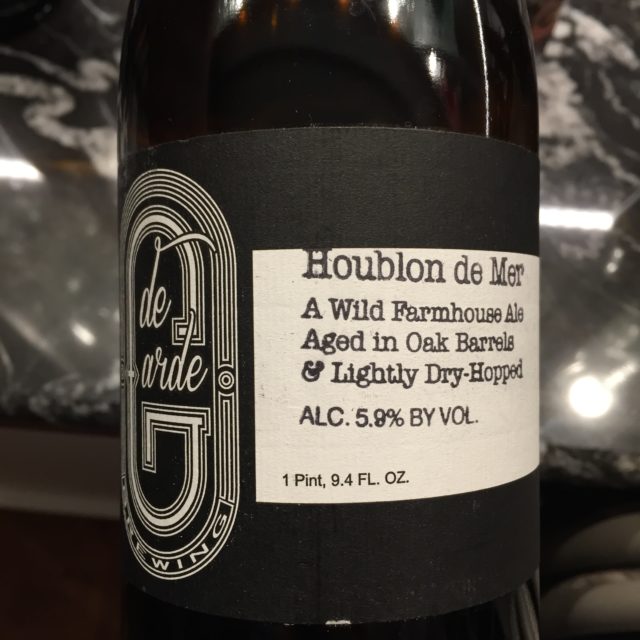 de
Garde
BREWING
Houblon de Mer
A Wild Farmhouse Ale
Aged in Oak Barrels
& Lightly Dry-Hopped
ALC. 5.9% BY VOL.
1 Pint, 9.4 FL. OZ.